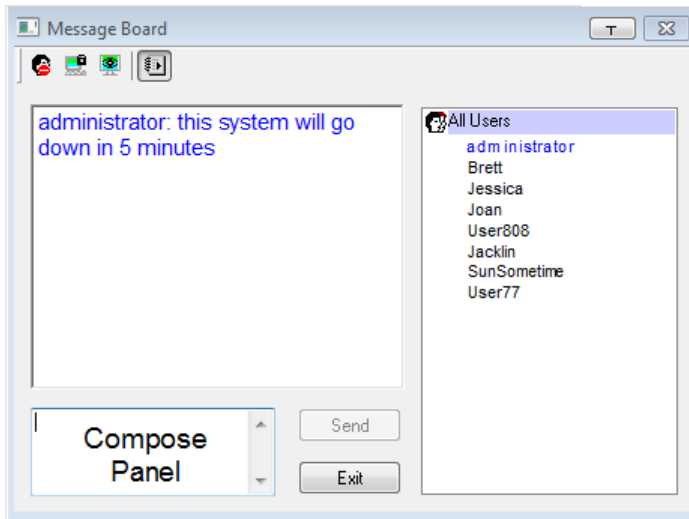 Message Board
T
administrator: this system will go
down in 5 minutes
All Users
administrator
Brett
Jessica
Joan
User808
Jacklin
SunSometime
User77
Compose
Panel
Send
Exit